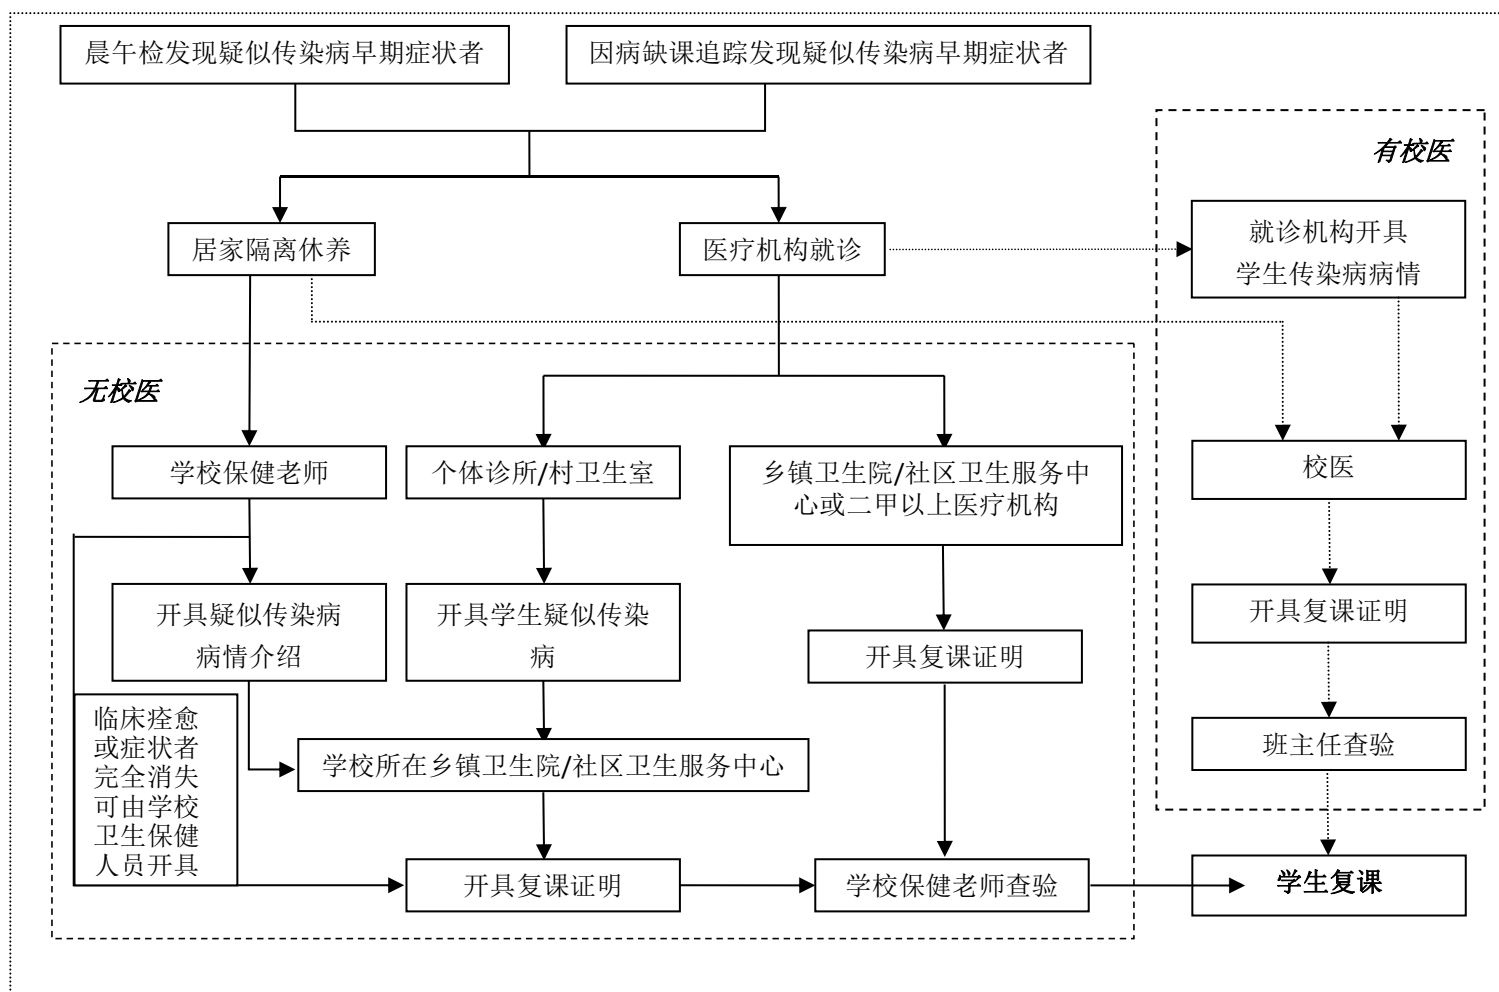 晨午检发现疑似传染病早期症状者
因病缺课追踪发现疑似传染病早期症状者
有校医
居家隔离休养
医疗机构就诊
就诊机构开具
学生传染病病情
无校医
学校保健老师
个体诊所/村卫生室
乡镇卫生院/社区卫生服务中
心或二甲以上医疗机构
校医
开具疑似传染病
病情介绍
开具学生疑似传染
病
开具复课证明
开具复课证明
临床痊愈
或症状者
完全消失
可由学校
卫生保健
人员开具
学校所在乡镇卫生院/社区卫生服务中心
班主任查验
开具复课证明
学校保健老师查验
学生复课